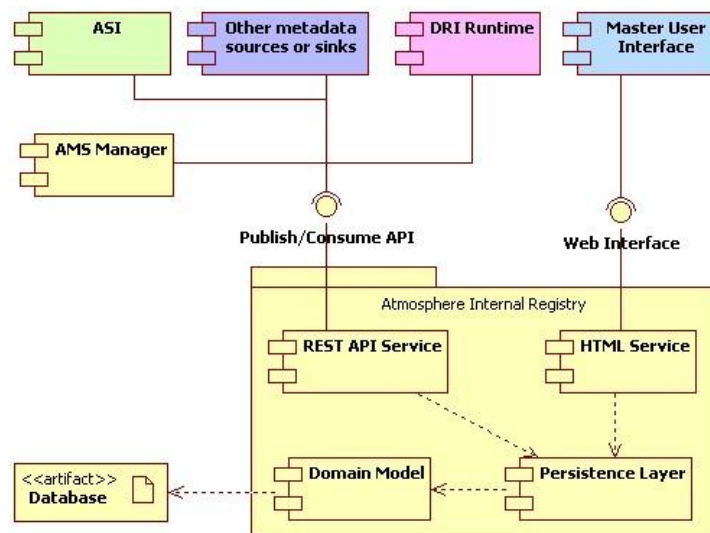 ASI
Other metadata
sources or sinks
DRI Runtime
Master User
Interface
AMS Manager
Publish/Consume API
Web Interface
Atmosphere Internal Registry
REST API Service
HTML Service
<<artifact>>
Database
Domain Model
Persistence Layer